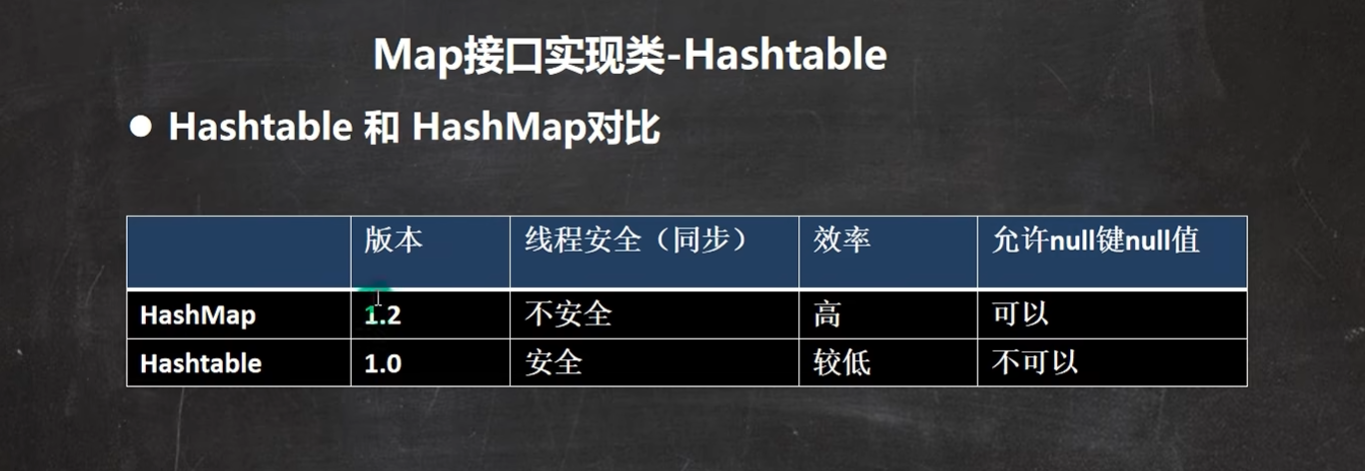 Map接口实现类-Hashtable
● Hashtable 和 HashMap对比
版本 线程安全（同步） 效率 允许null键null值
HashMap 1.2 不安全 高 可以
Hashtable 1.0 安全 较低 不可以